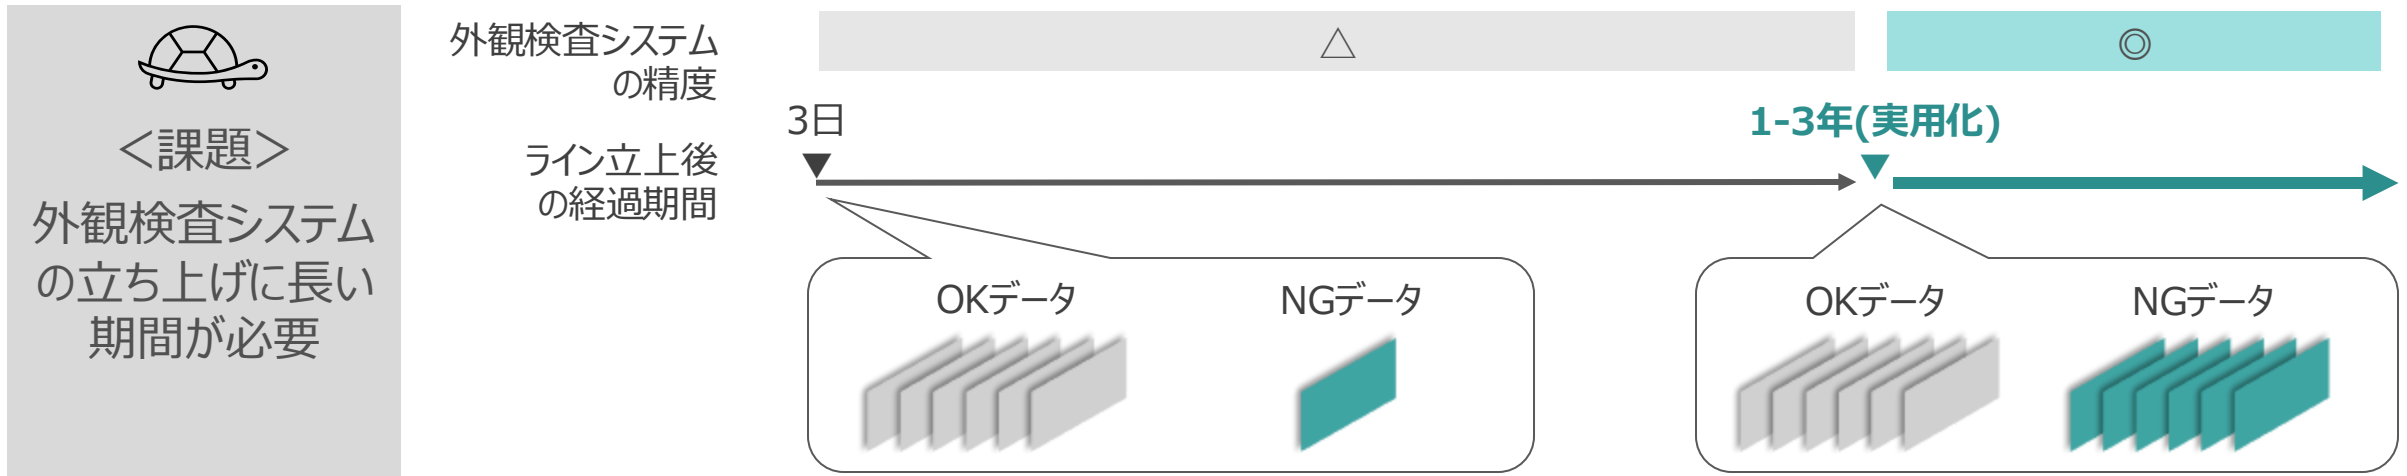 <課題>
外観検査システム
の立ち上げに長い
期間が必要
外観検査システム
の精度
△
◎
ライン立上後
の経過期間
3日
▼
1-3年(実用化)
▼
OKデータ
NGデータ
OKデータ
NGデータ